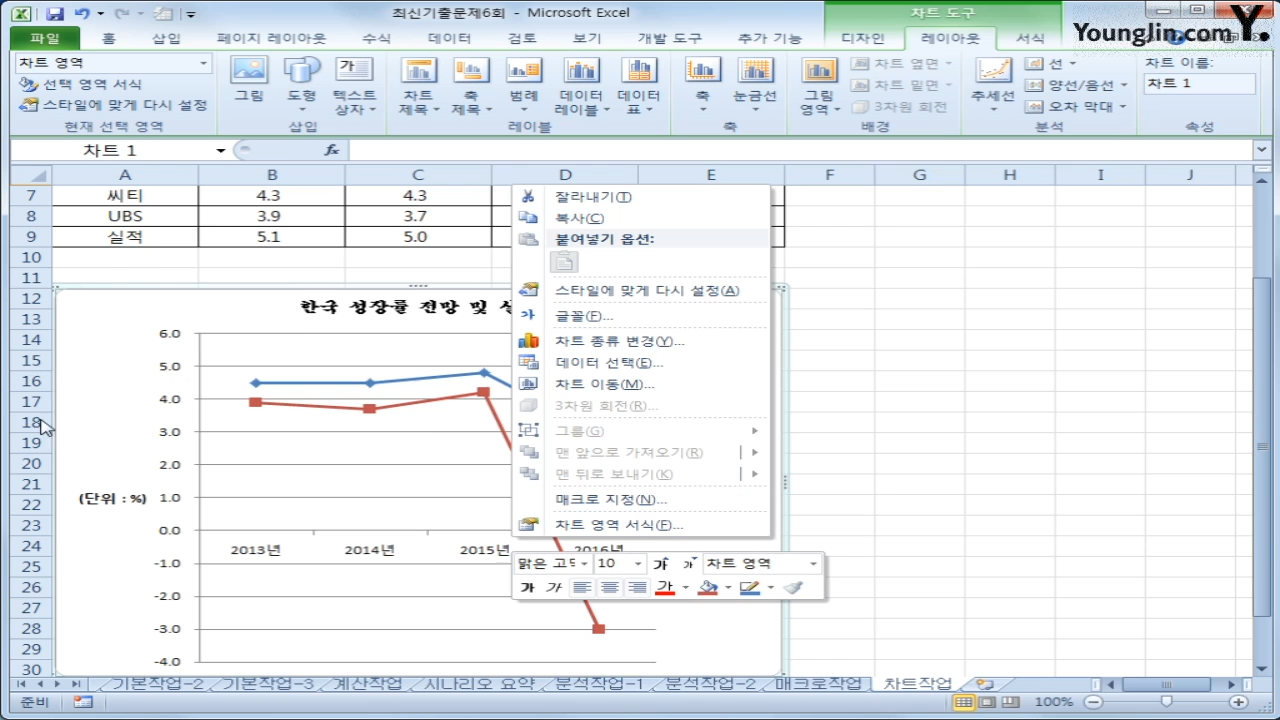 최신기출문제6회 - Microsoft Excel
차트 도구
Younglin.com Y.
파일 홈 삽입 페이지 레이아웃 수식 데이터 검토 보기 개발 도구 추가 기능 디자인 레이아웃 서식
차트 영역
선택 영역 서식
스타일에 맞게 다시 설정
현재 선택 영역
그림 도형 텍스트 상자
삽입
차트 제목 축 제목 범례 데이터 레이블 데이터 표
레이블
축 눈금선
축
그림 영역
차트 옆면
차트 밑면
3차원 회전
배경
추세선
선
양선/음선
오차 막대
분석
차트 이름:
차트 1
속성
차트 1 fx
A B C D E F G H I J
7 씨티 4.3 4.3
8 UBS 3.9 3.7
9 실적 5.1 5.0
10
11
12
13
14
15
16
17
18
19
20
21
22
23
24
25
26
27
28
29
30
한국 성장률 전망 및
6.0
5.0
4.0
3.0
2.0
1.0
0.0
-1.0
-2.0
-3.0
-4.0
(단위 : %)
2013년 2014년 2015년 2016년
잘라내기(T)
복사(C)
붙여넣기 옵션:
스타일에 맞게 다시 설정(A)
글꼴(F)...
차트 종류 변경(Y)...
데이터 선택(E)...
차트 이동(M)...
3차원 회전(R)...
그룹(G)
맨 앞으로 가져오기(R)
맨 뒤로 보내기(K)
매크로 지정(N)...
차트 영역 서식(F)...
맑은 고 10 가 가 차트 영역
가 가 가
기본작업-2 기본작업-3 계산작업 시나리오 요약 분석작업-1 분석작업-2 매크로작업 차트작업
준비 100%